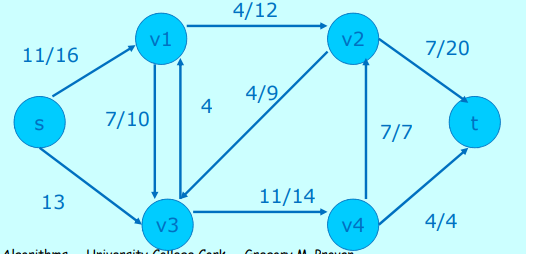 4/12
v1
v2
11/16
7/20
4/9
4
7/10
s
t
7/7
13
11/14
v3
v4
4/4
Algorithms University College Cork Gregory M. Provan